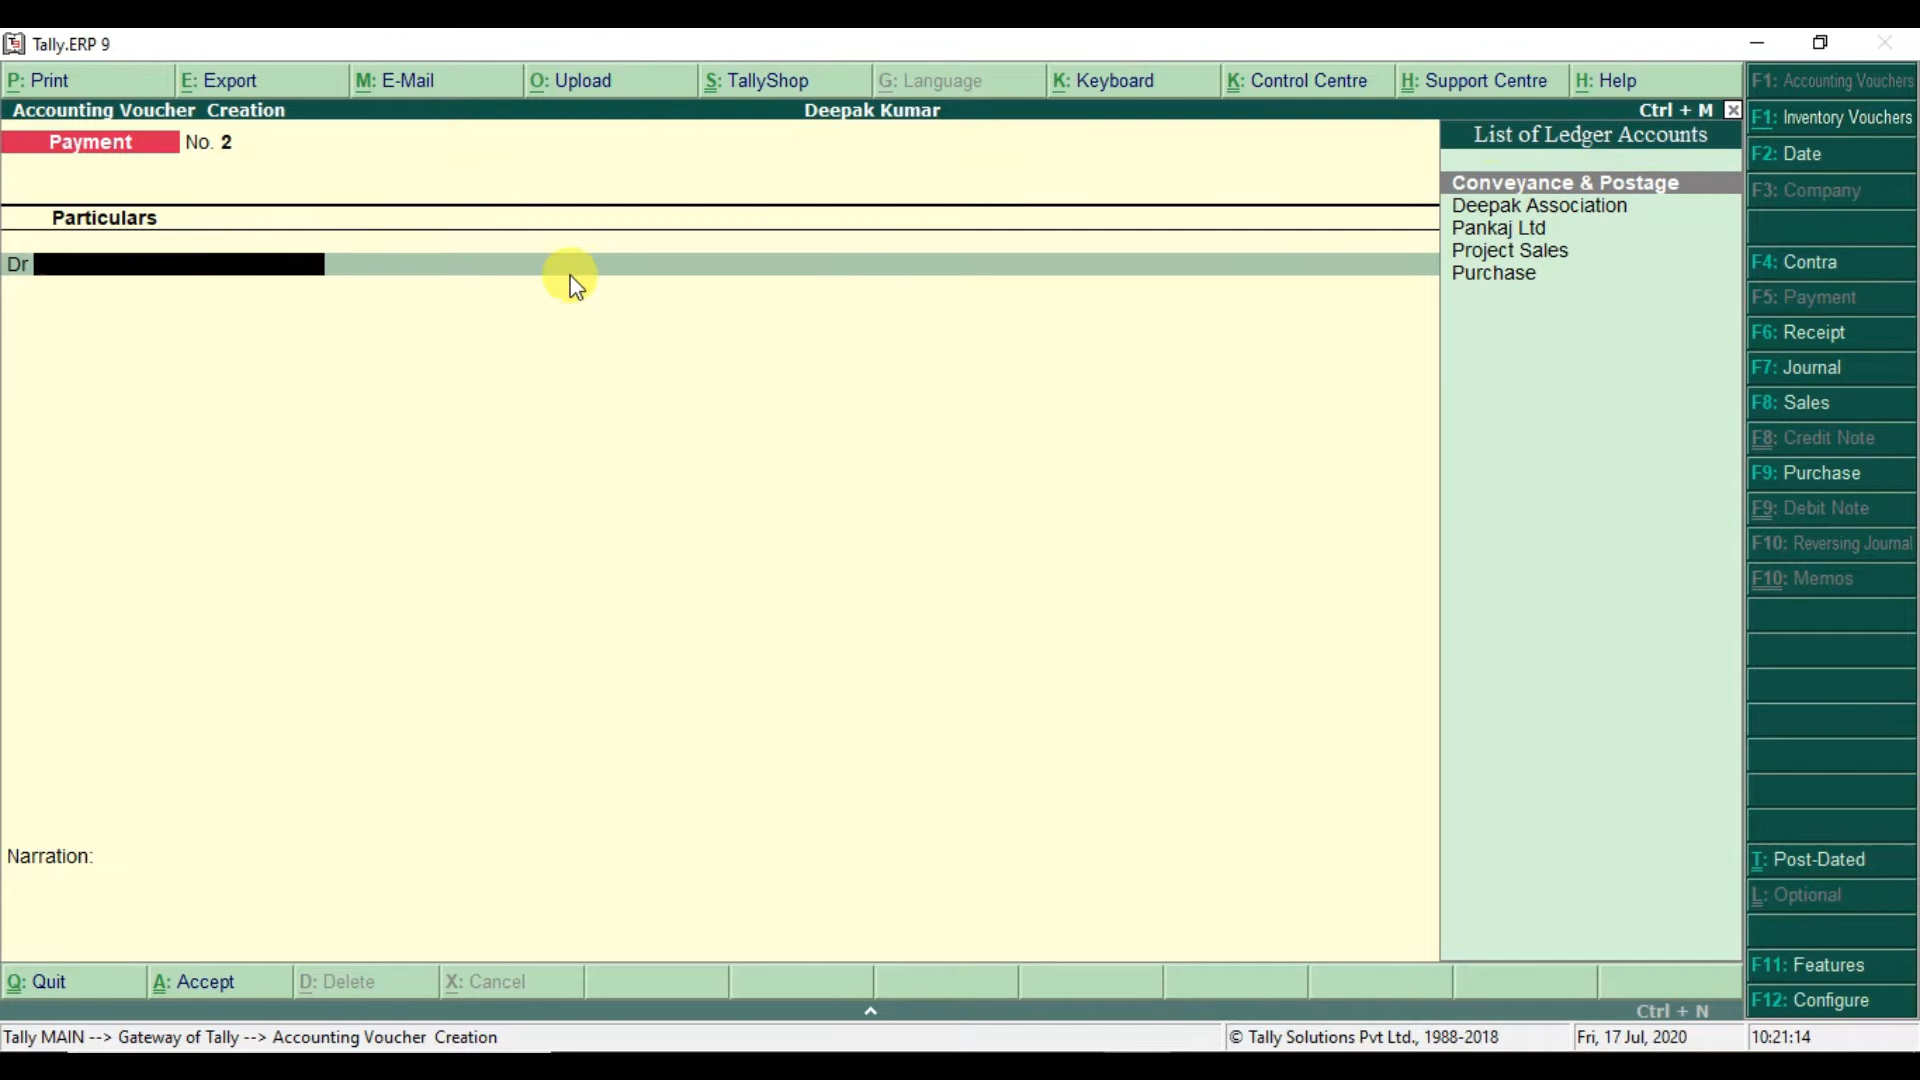 Tally.ERP 9
P: Print E: Export M: E-Mail O: Upload S: TallyShop G: Language K: Keyboard K: Control Centre H: Support Centre H: Help
Accounting Voucher Creation Deepak Kumar Ctrl + M
Payment No. 2
Particulars
Dr
Narration:
List of Ledger Accounts
Conveyance & Postage
Deepak Association
Pankaj Ltd
Project Sales
Purchase
F1: Accounting Vouchers
F1: Inventory Vouchers
F2: Date
F3: Company
F4: Contra
F5: Payment
F6: Receipt
F7: Journal
F8: Sales
F8: Credit Note
F9: Purchase
F9: Debit Note
F10: Reversing Journal
F10: Memos
T: Post-Dated
L: Optional
F11: Features
F12: Configure
Q: Quit A: Accept D: Delete X: Cancel
Ctrl + N
Tally MAIN --> Gateway of Tally --> Accounting Voucher Creation © Tally Solutions Pvt Ltd., 1988-2018 Fri, 17 Jul, 2020 10:21:14